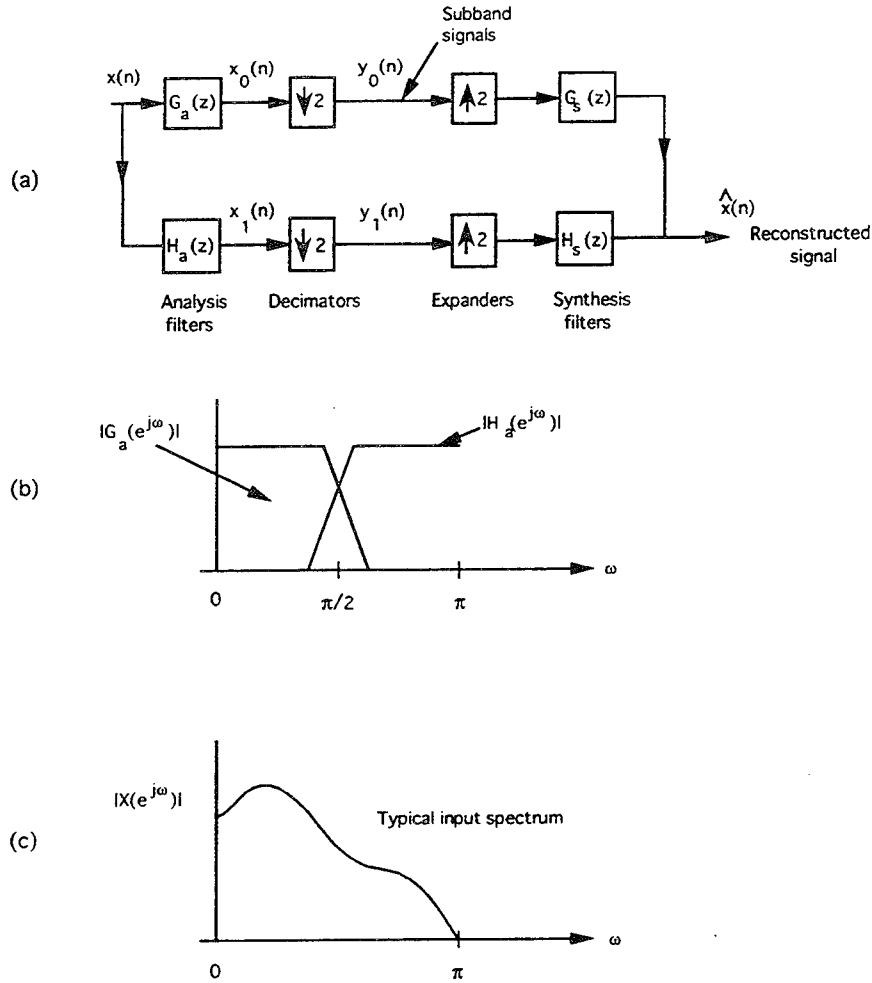 Subband
signals
x(n)
x_0(n)
y_0(n)
G_a(z)
↓2
↑2
G_s(z)
(a)
x_1(n)
y_1(n)
x̂(n)
H_a(z)
↓2
↑2
H_s(z)
Reconstructed
signal
Analysis
filters
Decimators
Expanders
Synthesis
filters
|G_a(e^{jω})|
|H_a(e^{jω})|
(b)
ω
0
π/2
π
|X(e^{jω})|
Typical input spectrum
(c)
ω
0
π